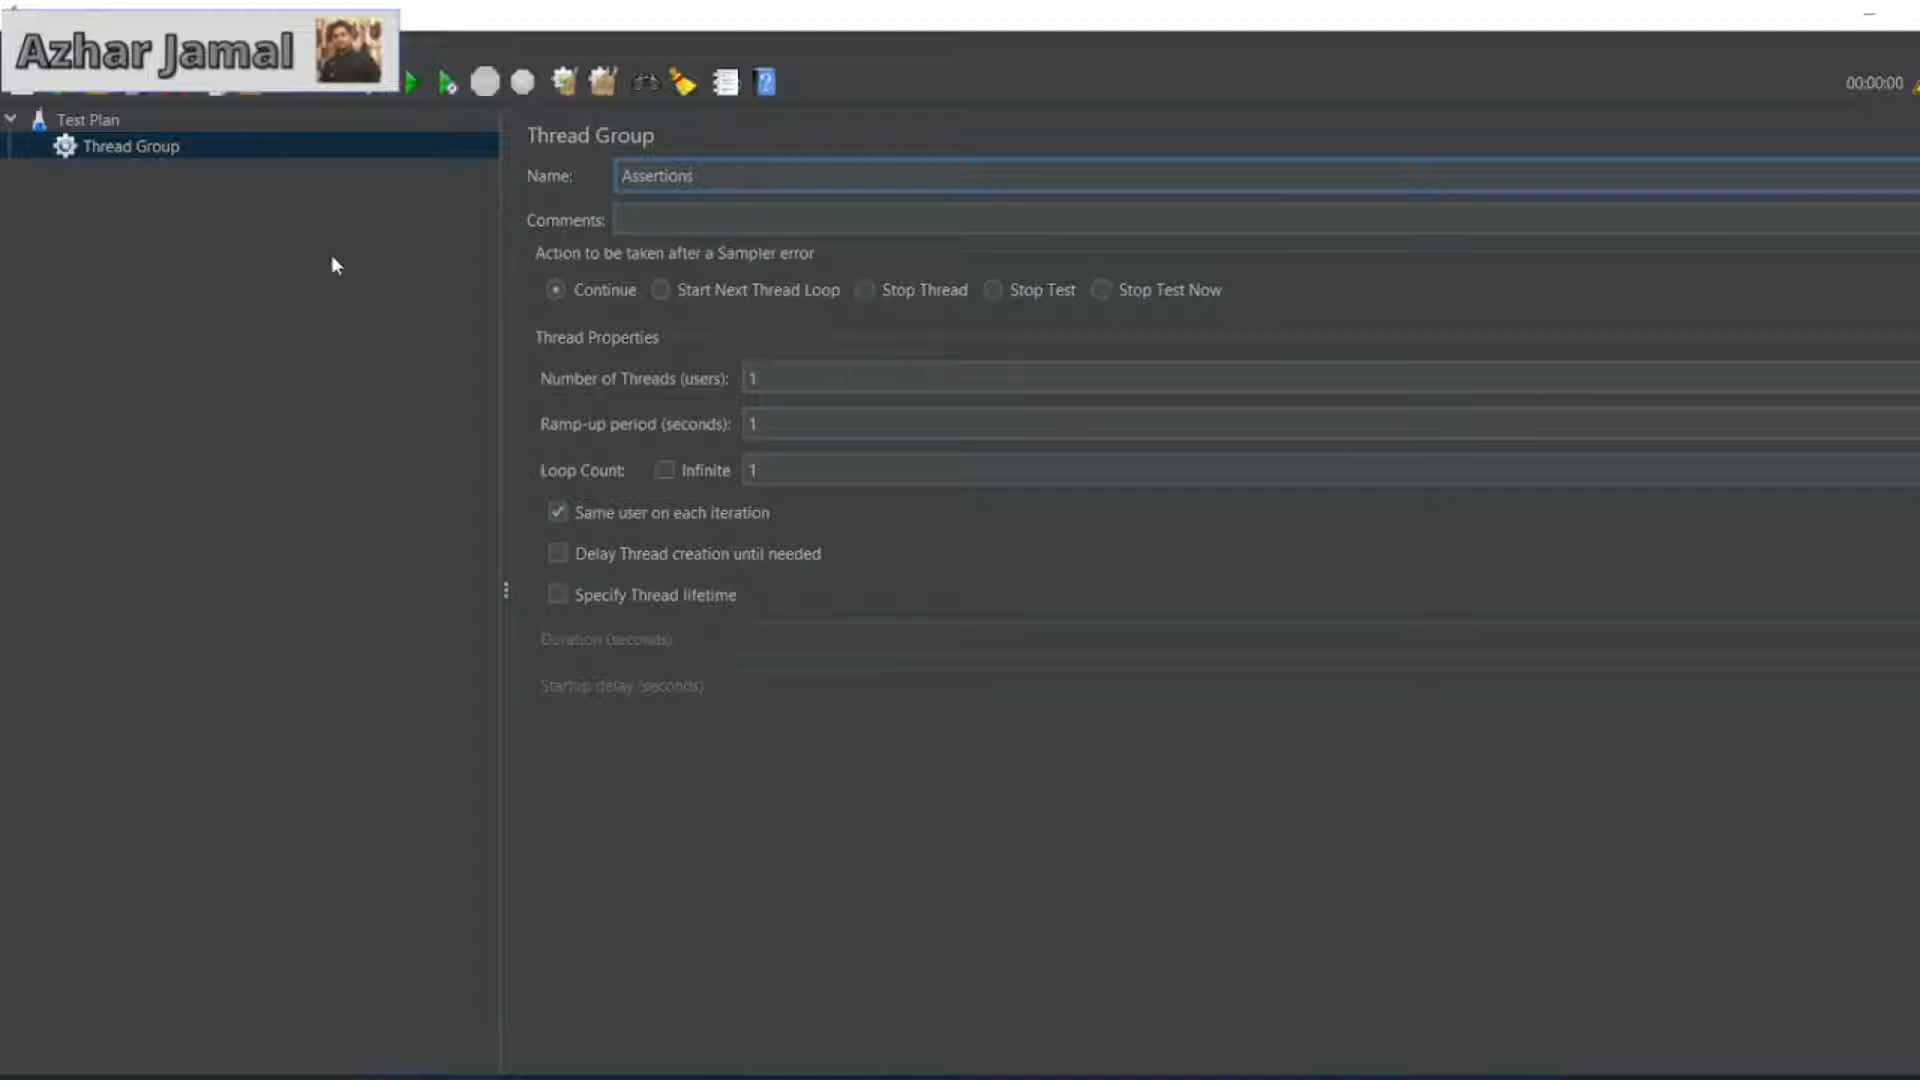 Azhar Jamal
00:00:00
Test Plan
Thread Group
Thread Group
Name: Assertions
Comments:
Action to be taken after a Sampler error
Continue Start Next Thread Loop Stop Thread Stop Test Stop Test Now
Thread Properties
Number of Threads (users): 1
Ramp-up period (seconds): 1
Loop Count: Infinite 1
Same user on each iteration
Delay Thread creation until needed
Specify Thread lifetime
Duration (seconds)
Startup delay (seconds)